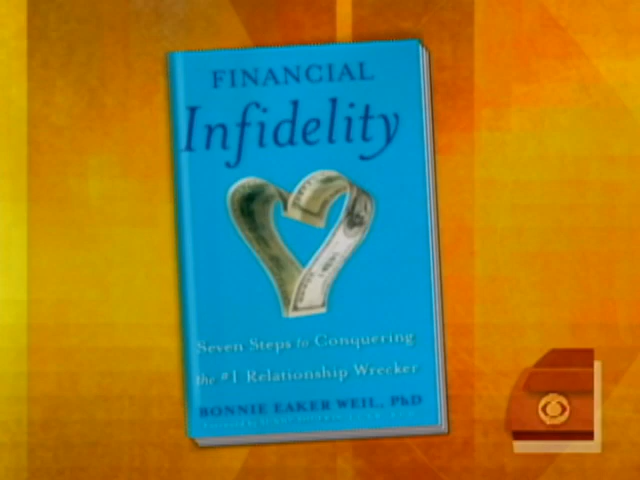 FINANCIAL
Infidelity
Seven Steps to Conquering
the #1 Relationship Wrecker
BONNIE EAKER WEIL, PhD